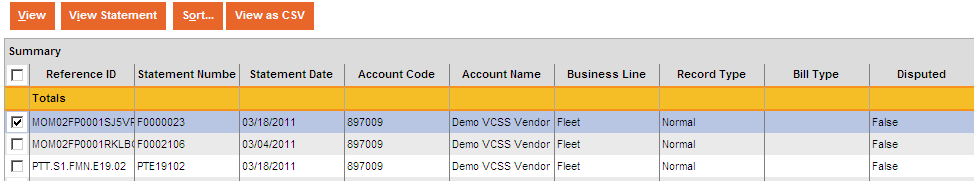 View View Statement Sort... View as CSV
Summary
Reference ID Statement Numbe Statement Date Account Code Account Name Business Line Record Type Bill Type Disputed
Totals
MOM02FP0001SJ5VF F0000023 03/18/2011 897009 Demo VCSS Vendor Fleet Normal False
MOM02FP0001RKLBC F0002106 03/04/2011 897009 Demo VCSS Vendor Fleet Normal False
PTT.S1.FMN.E19.02 PTE19102 03/18/2011 897009 Demo VCSS Vendor Fleet Normal False